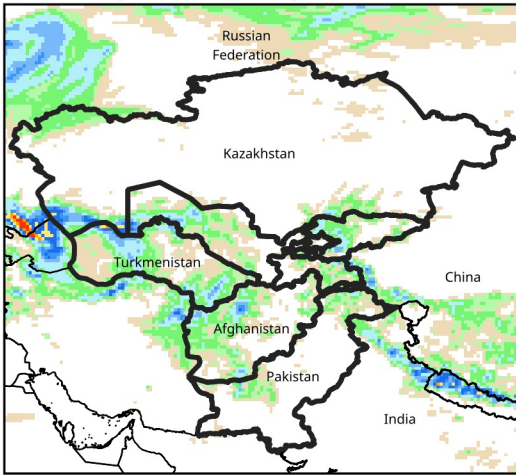 Russian
Federation
Kazakhstan
Turkmenistan
China
Afghanistan
Pakistan
India